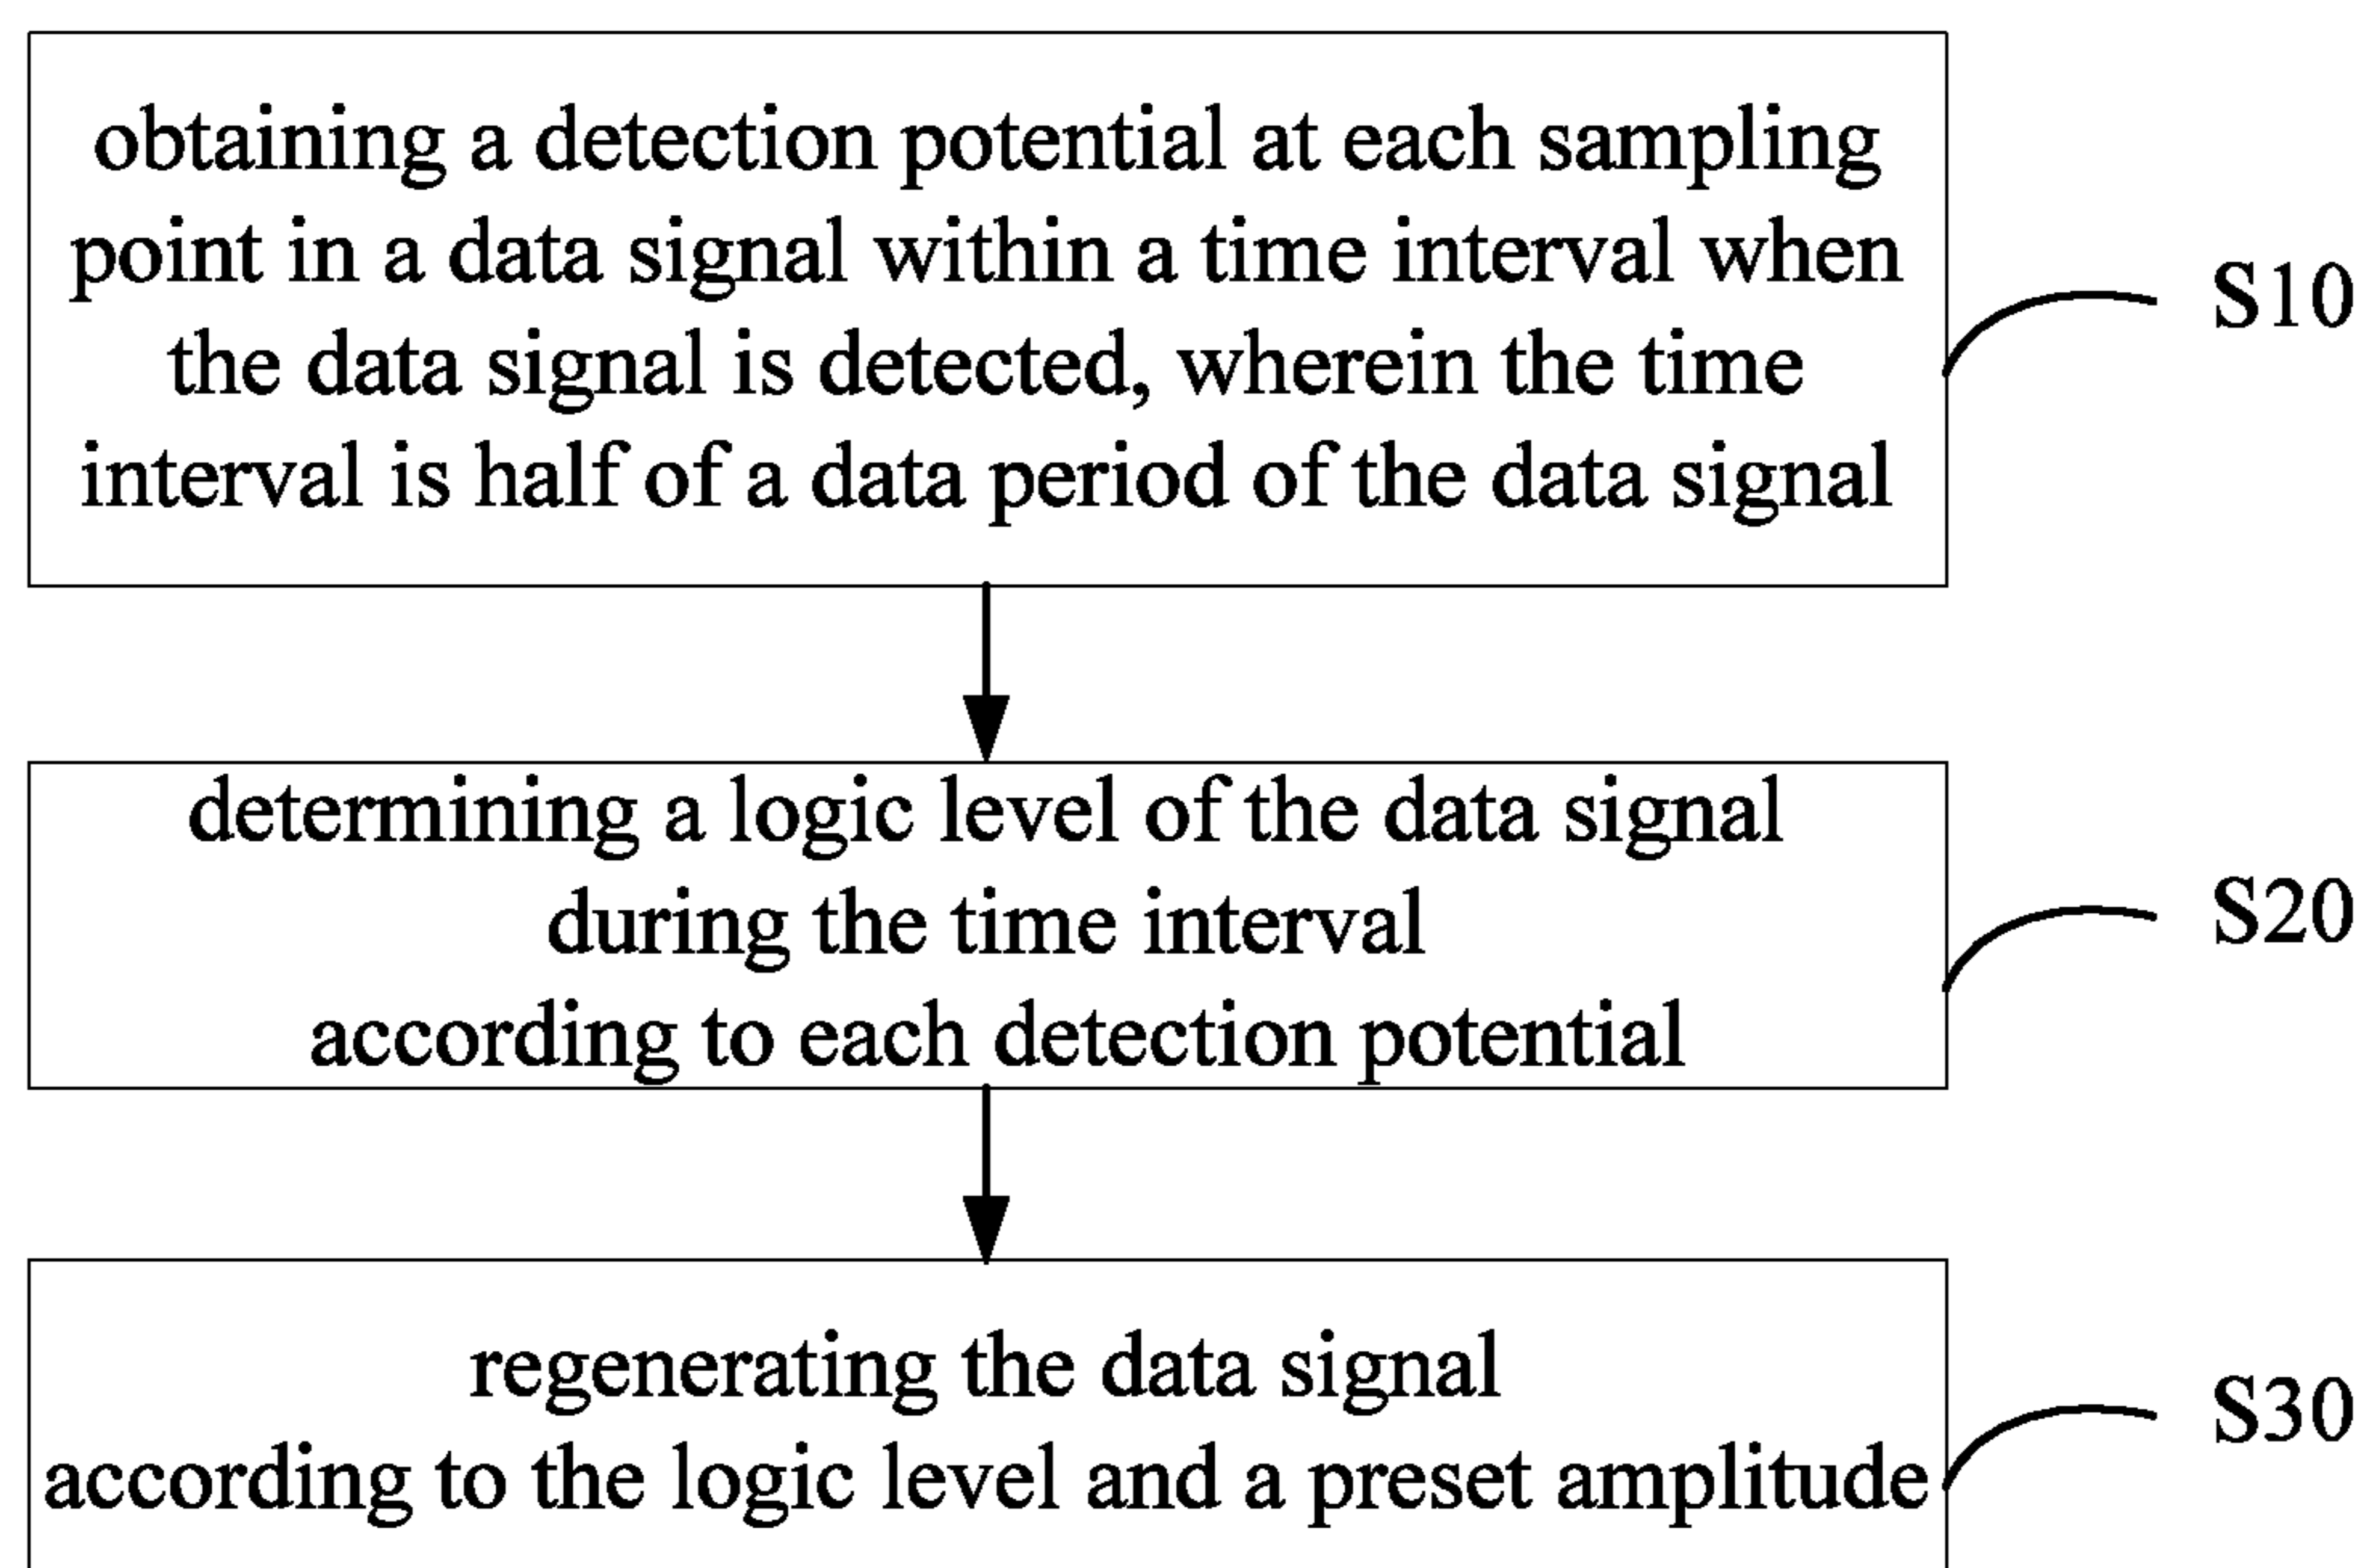 obtaining a detection potential at each sampling
point in a data signal within a time interval when
the data signal is detected, wherein the time
interval is half of a data period of the data signal
S10
determining a logic level of the data signal
during the time interval
according to each detection potential
S20
regenerating the data signal
according to the logic level and a preset amplitude
S30